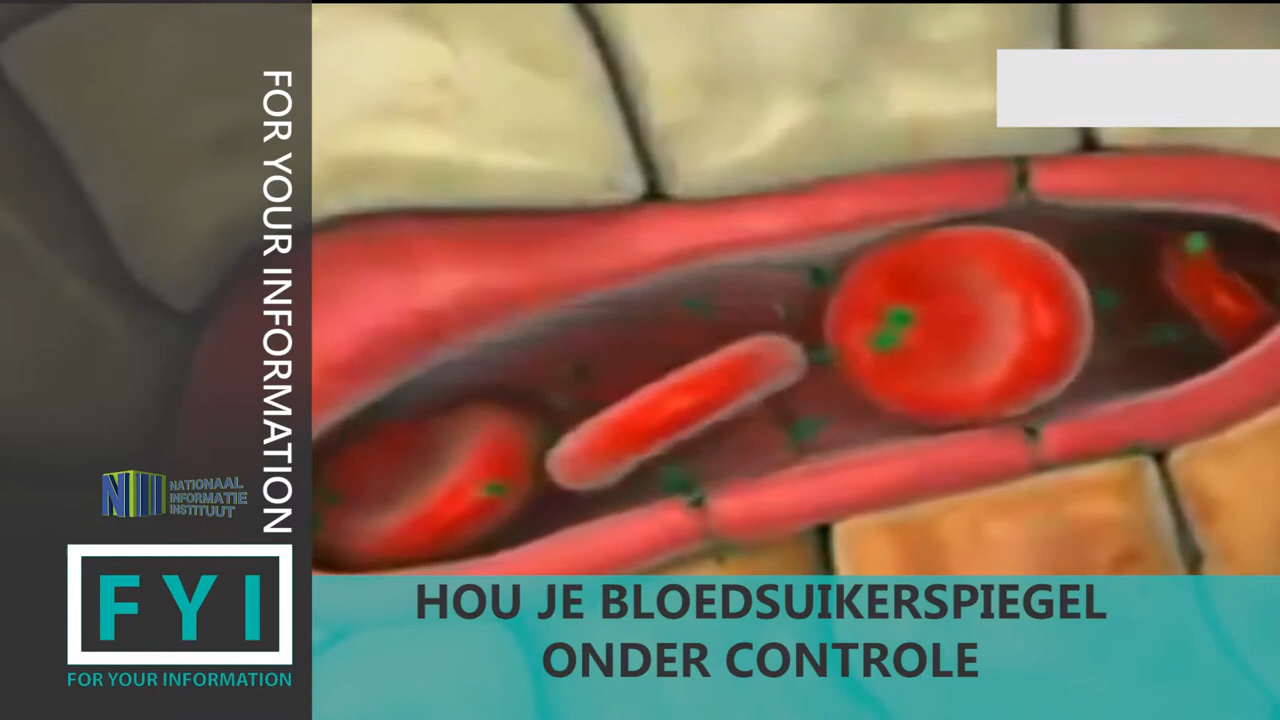 FOR YOUR INFORMATION
NATIONAAL
INFORMATIE
INSTITUUT
FYI
FOR YOUR INFORMATION
HOU JE BLOEDSUIKERSPIEGEL
ONDER CONTROLE